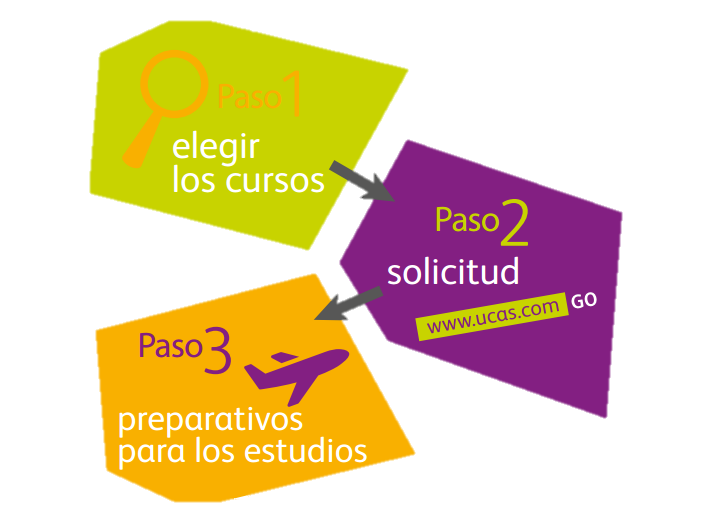 Paso1
elegir
los cursos
Paso2
solicitud
www.ucas.com GO
Paso3
preparativos
para los estudios